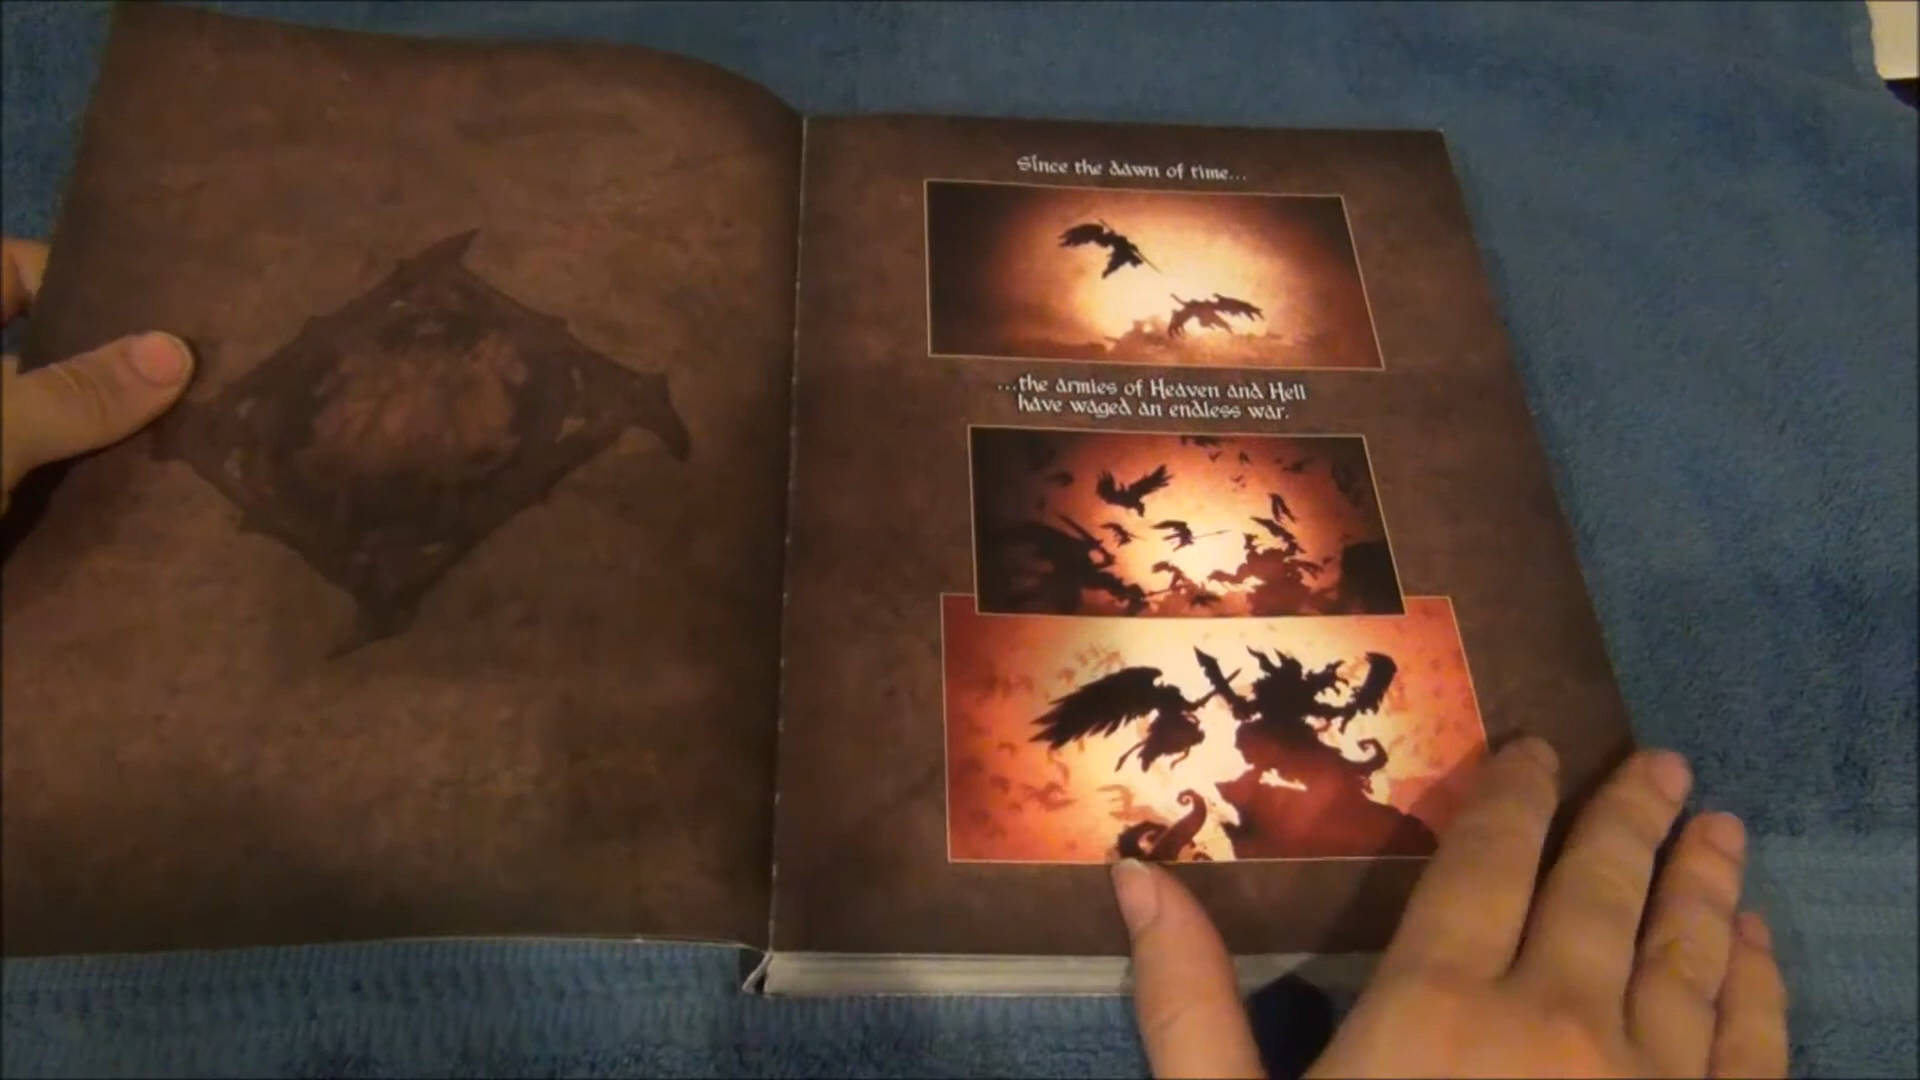 Since the dawn of time...
...the armies of Heaven and Hell
have waged an endless war.